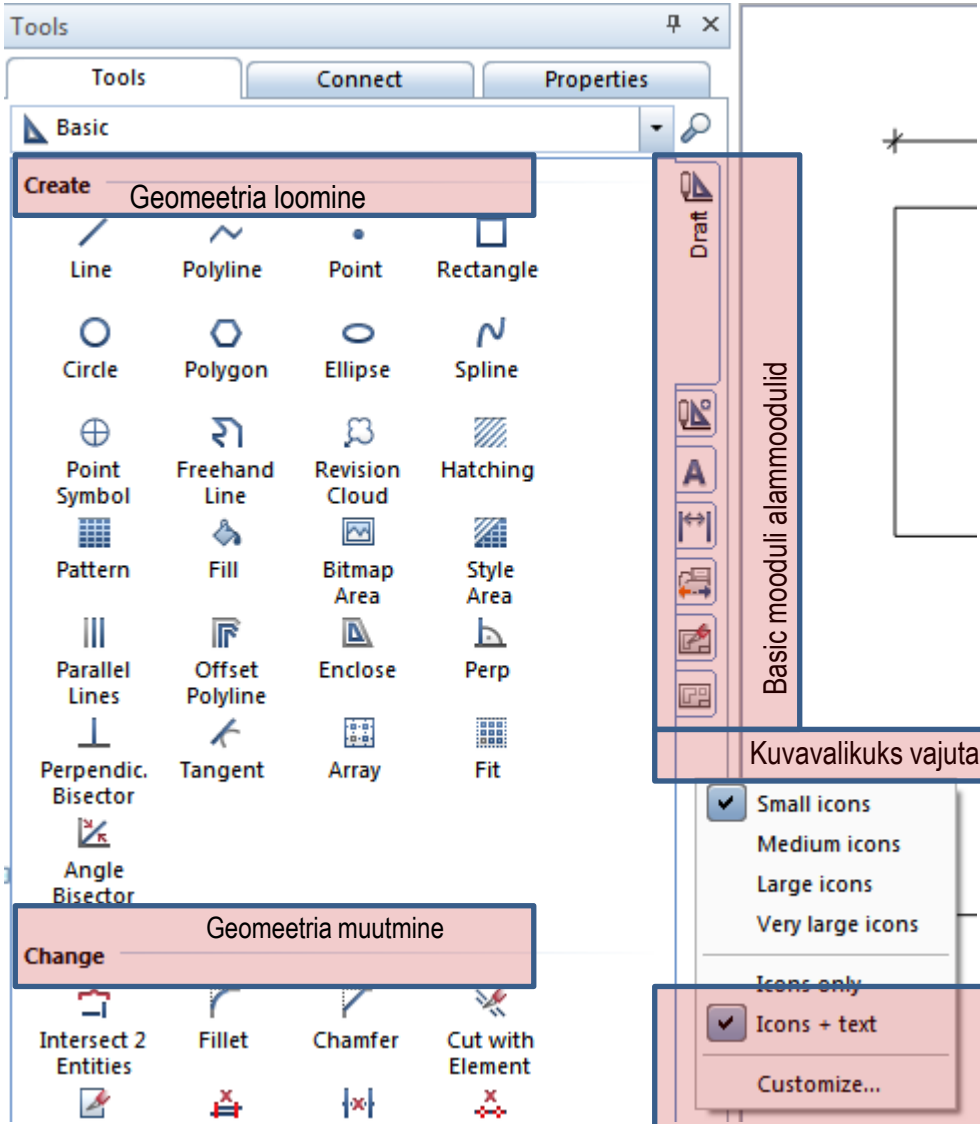 Tools
Tools Connect Properties
Basic
Create Geomeetria loomine
Line Polyline Point Rectangle
Circle Polygon Ellipse Spline
Point Freehand Revision Hatching
Symbol Line Cloud
Pattern Fill Bitmap Style
Area Area
Parallel Offset Enclose Perp
Lines Polyline
Perpendic. Tangent Array Fit
Bisector
Angle
Bisector
Geomeetria muutmine
Change
Intersect 2 Fillet Chamfer Cut with
Entities Element
Draft
A
Basic mooduli alammoodulid
Kuvavalikuks vajuta
Small icons
Medium icons
Large icons
Very large icons
Icons only
Icons + text
Customize...